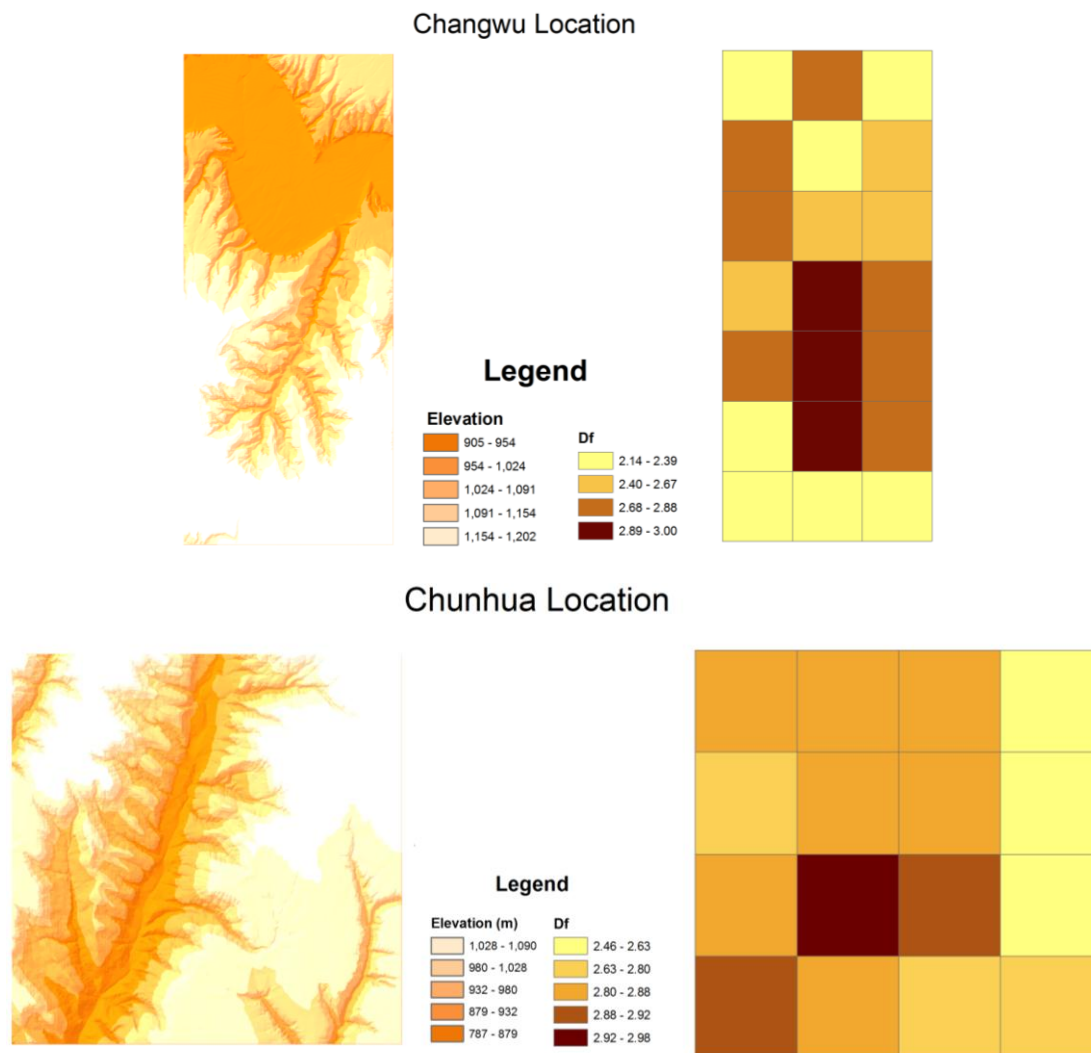 Changwu Location
Legend
Elevation
905 - 954
954 - 1,024
1,024 - 1,091
1,091 - 1,154
1,154 - 1,202
Df
2.14 - 2.39
2.40 - 2.67
2.68 - 2.88
2.89 - 3.00
Chunhua Location
Legend
Elevation (m)
1,028 - 1,090
980 - 1,028
932 - 980
879 - 932
787 - 879
Df
2.46 - 2.63
2.63 - 2.80
2.80 - 2.88
2.88 - 2.92
2.92 - 2.98